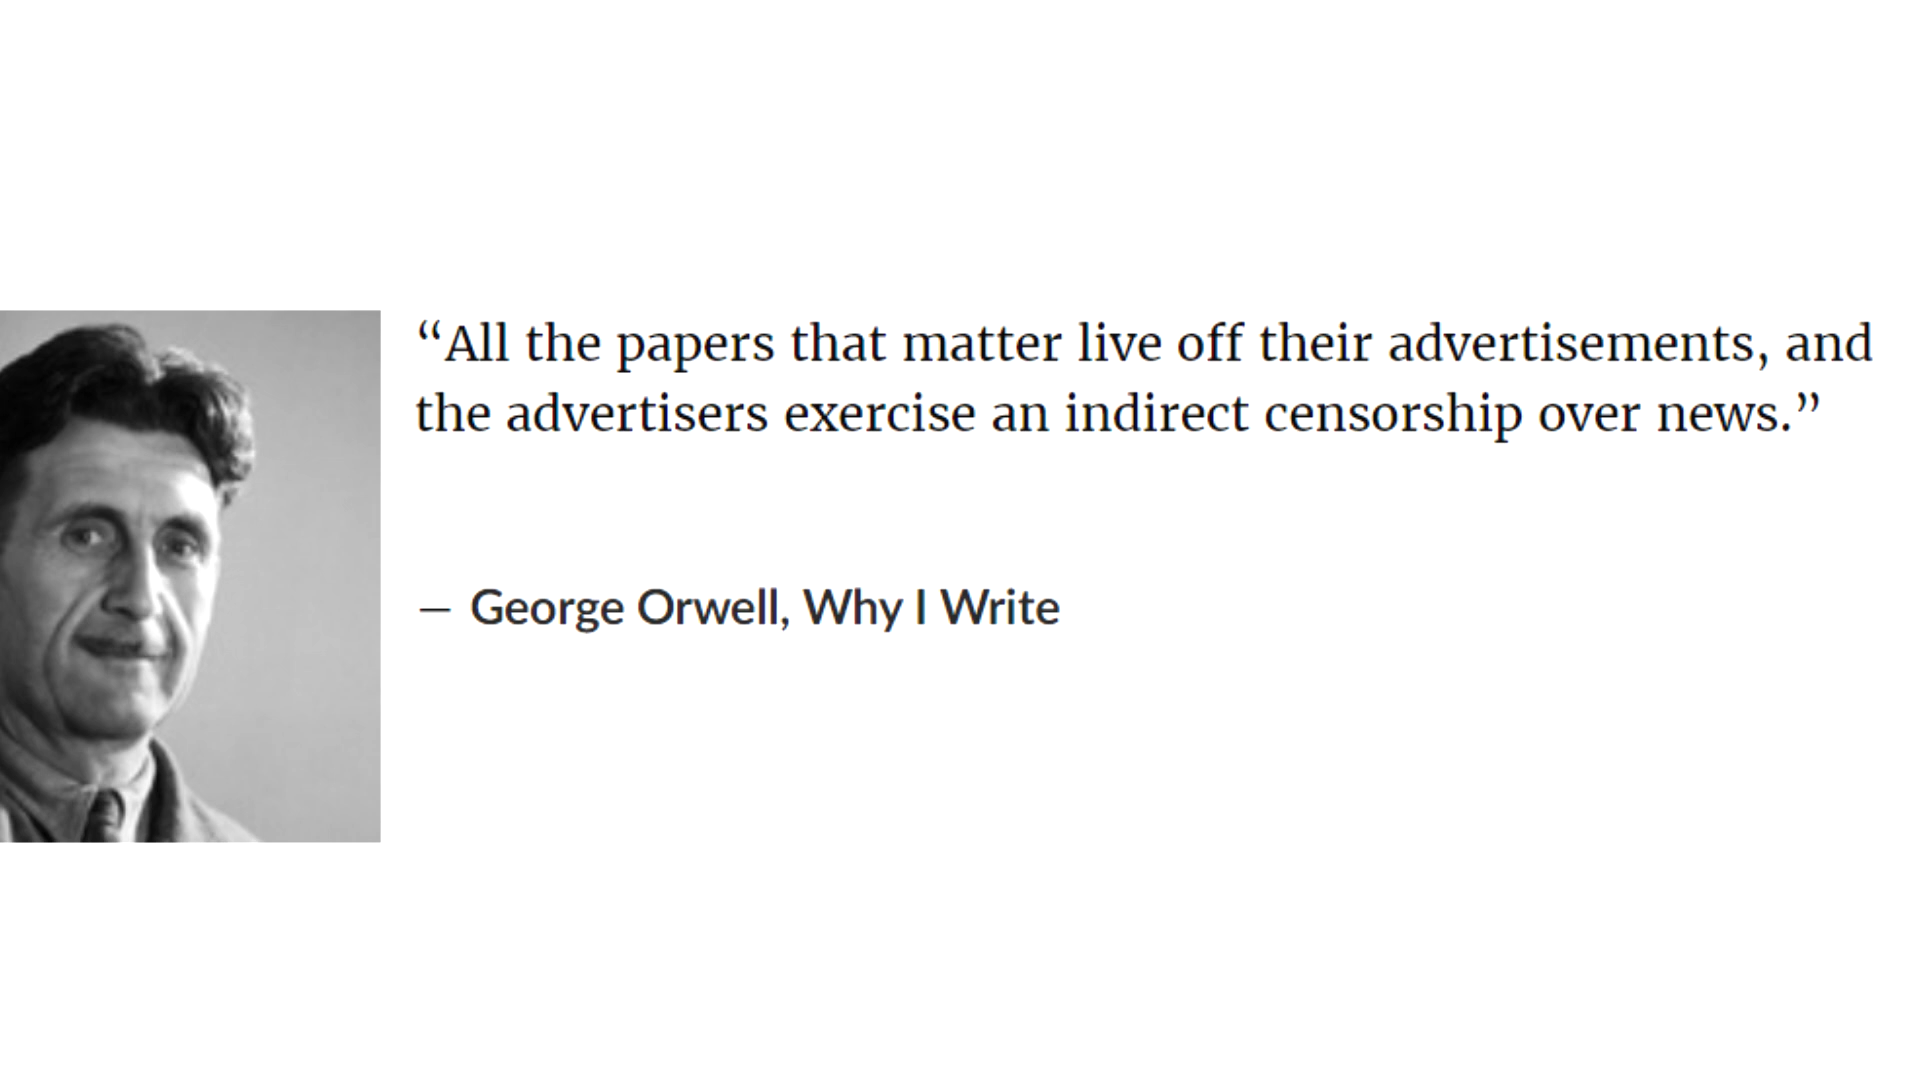 “All the papers that matter live off their advertisements, and
the advertisers exercise an indirect censorship over news.”
— George Orwell, Why I Write